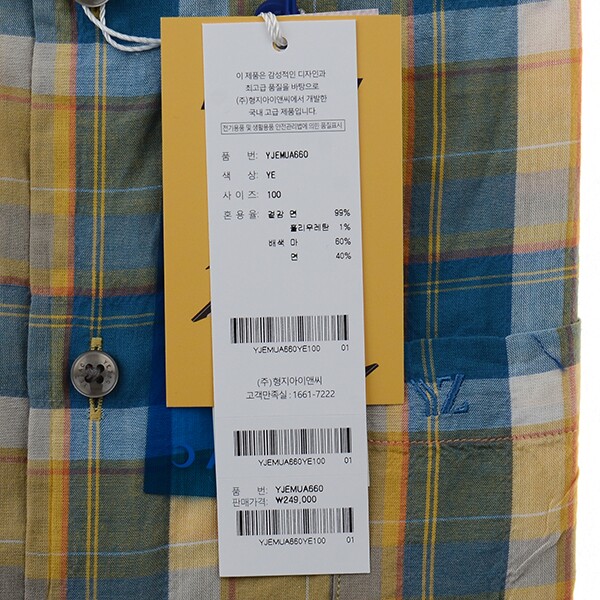 이 제품은 감성적인 디자인과
최고급 품질을 바탕으로
(주)형지아이앤씨에서 개발한
국내 고급 제품입니다.
전기용품 및 생활용품 안전관리법에 의한 품질표시
품 번: YJEMUA660
색 상: YE
사이즈: 100
혼용율: 겉감 면 99%
폴리우레탄 1%
배색 마 60%
면 40%
YJEMUA660YE100 01
(주)형지아이앤씨
고객만족실 : 1661-7222
YJEMUA660YE100 01
품 번: YJEMUA660
판매가격: ₩249,000
YJEMUA660YE100 01
YZ